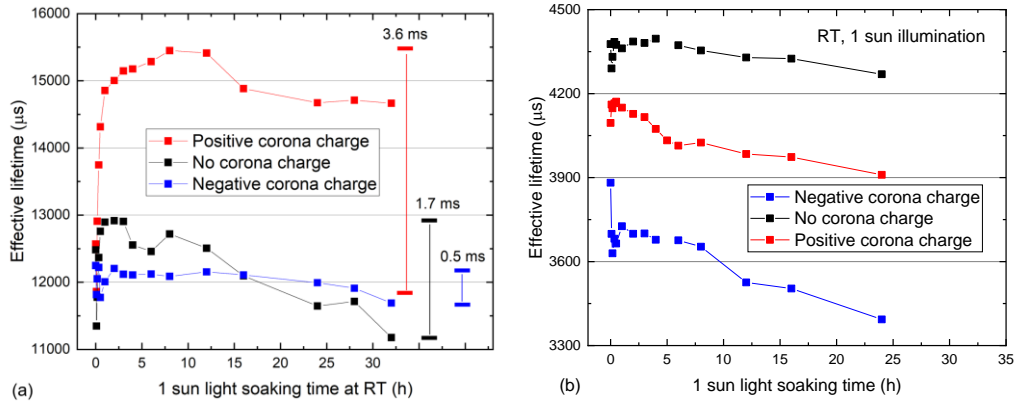 16000
15000
14000
13000
12000
11000
Effective lifetime (μs)
3.6 ms
Positive corona charge
No corona charge
Negative corona charge
1.7 ms
0.5 ms
0 5 10 15 20 25 30
(a)
1 sun light soaking time at RT (h)
4500
4200
3900
3600
3300
Effective lifetime (μs)
RT, 1 sun illumination
Negative corona charge
No corona charge
Positive corona charge
0 5 10 15 20 25 30 35
(b)
1 sun light soaking time (h)